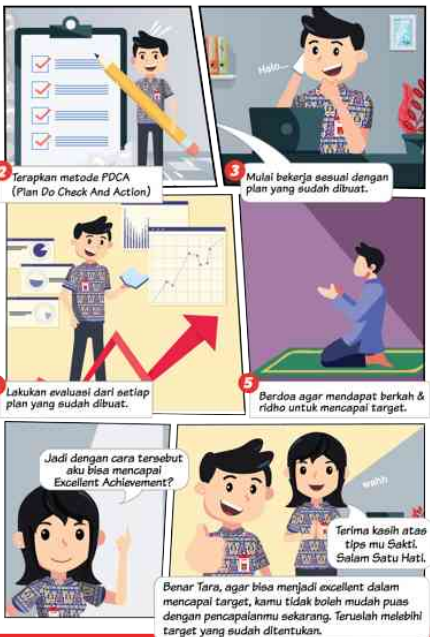 2
Terapkan metode PDCA
(Plan Do Check And Action)
Halo...
3
Mulai bekerja sesuai dengan
plan yang sudah dibuat.
Lakukan evaluasi dari setiap
plan yang sudah dibuat.
5
Berdoa agar mendapat berkah &
ridho untuk mencapai target.
Jadi dengan cara tersebut
aku bisa mencapai
Excellent Achievement?
wahh
Terima kasih atas
tips mu Sakti.
Salam Satu Hati.
Benar Tara, agar bisa menjadi excellent dalam
mencapai target, kamu tidak boleh mudah puas
dengan pencapaianmu sekarang. Teruslah melebihi
target yang sudah ditentukan.